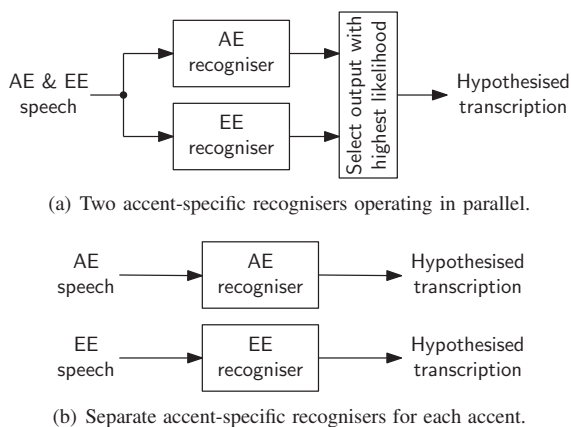 AE & EE
speech
AE
recogniser
EE
recogniser
Select output with
highest likelihood
Hypothesised
transcription
(a) Two accent-specific recognisers operating in parallel.
AE
speech
AE
recogniser
Hypothesised
transcription
EE
speech
EE
recogniser
Hypothesised
transcription
(b) Separate accent-specific recognisers for each accent.